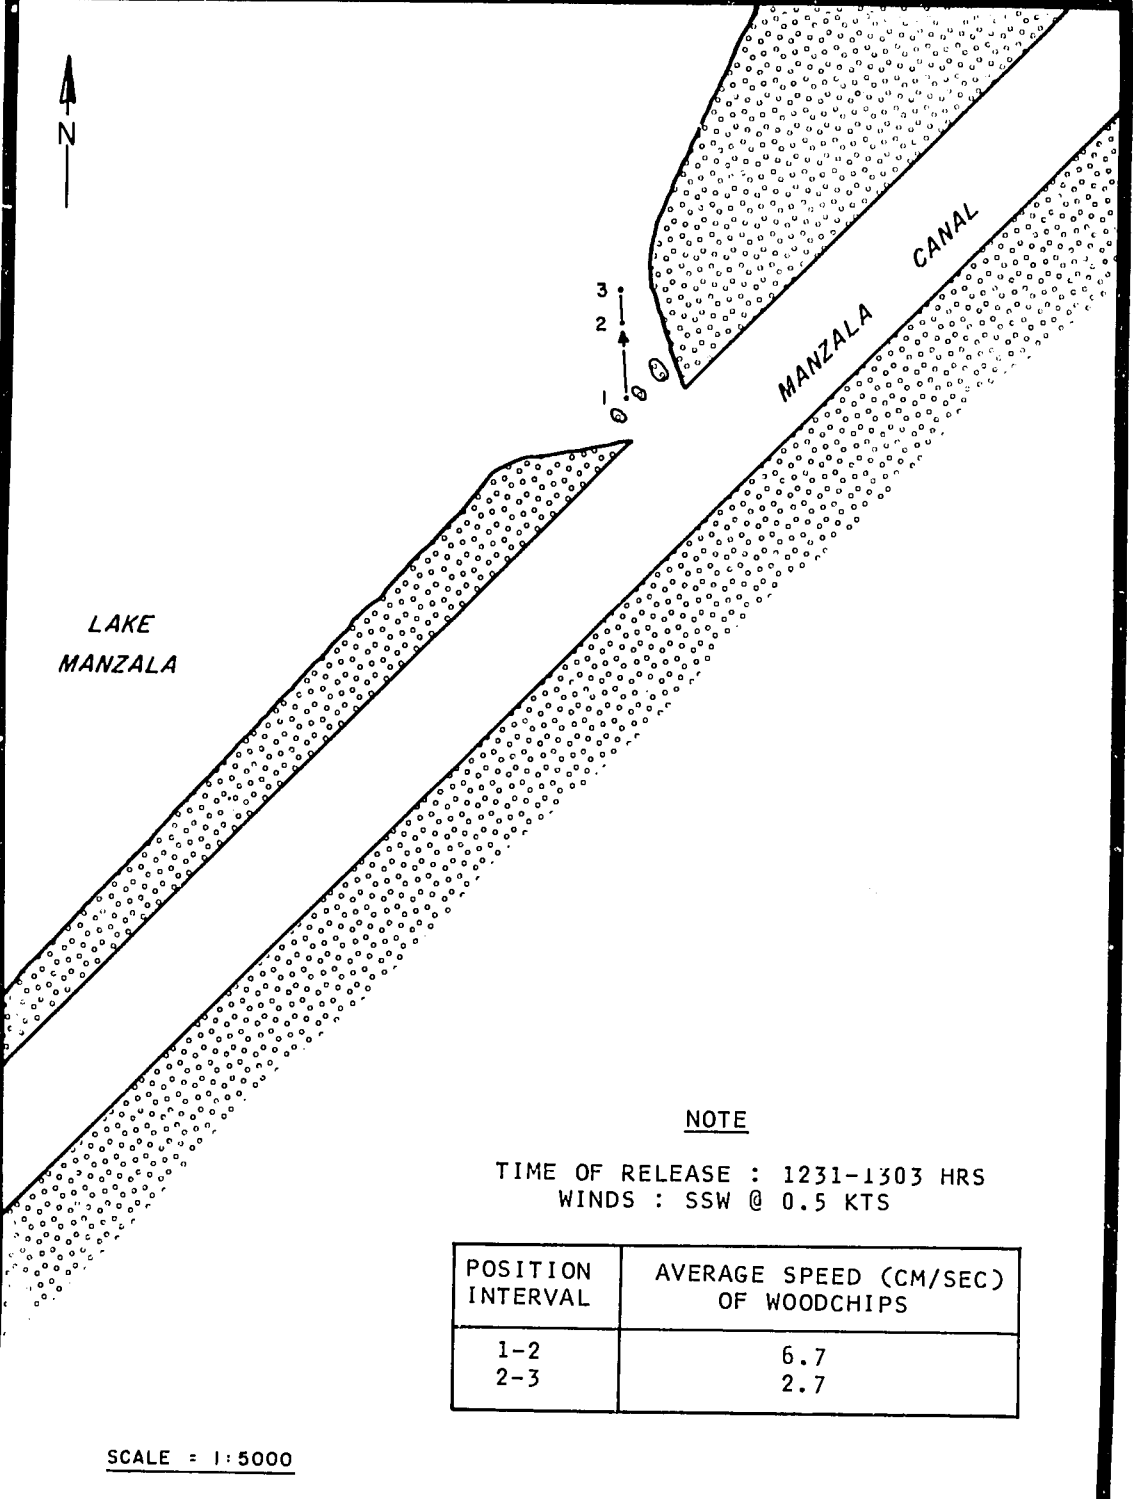 N
CANAL
MANZALA
3
2
1
LAKE
MANZALA
NOTE
TIME OF RELEASE : 1231-1303 HRS
WINDS : SSW @ 0.5 KTS
POSITION INTERVAL
AVERAGE SPEED (CM/SEC) OF WOODCHIPS
1-2 6.7
2-3 2.7
SCALE = 1:5000